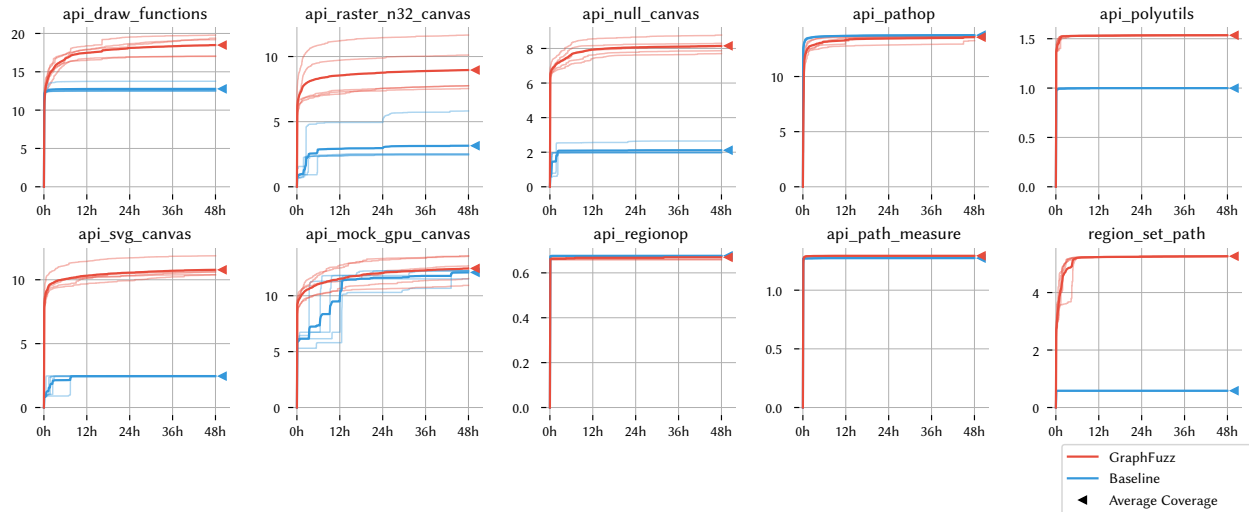 api_draw_functions
20
15
10
5
0
0h 12h 24h 36h 48h
api_raster_n32_canvas
10
5
0
0h 12h 24h 36h 48h
api_null_canvas
8
6
4
2
0
0h 12h 24h 36h 48h
api_pathop
10
5
0
0h 12h 24h 36h 48h
api_polyutils
1.5
1.0
0.5
0.0
0h 12h 24h 36h 48h
api_svg_canvas
10
5
0
0h 12h 24h 36h 48h
api_mock_gpu_canvas
10
5
0
0h 12h 24h 36h 48h
api_regionop
0.6
0.4
0.2
0.0
0h 12h 24h 36h 48h
api_path_measure
1.0
0.5
0.0
0h 12h 24h 36h 48h
region_set_path
4
2
0
0h 12h 24h 36h 48h
GraphFuzz
Baseline
Average Coverage